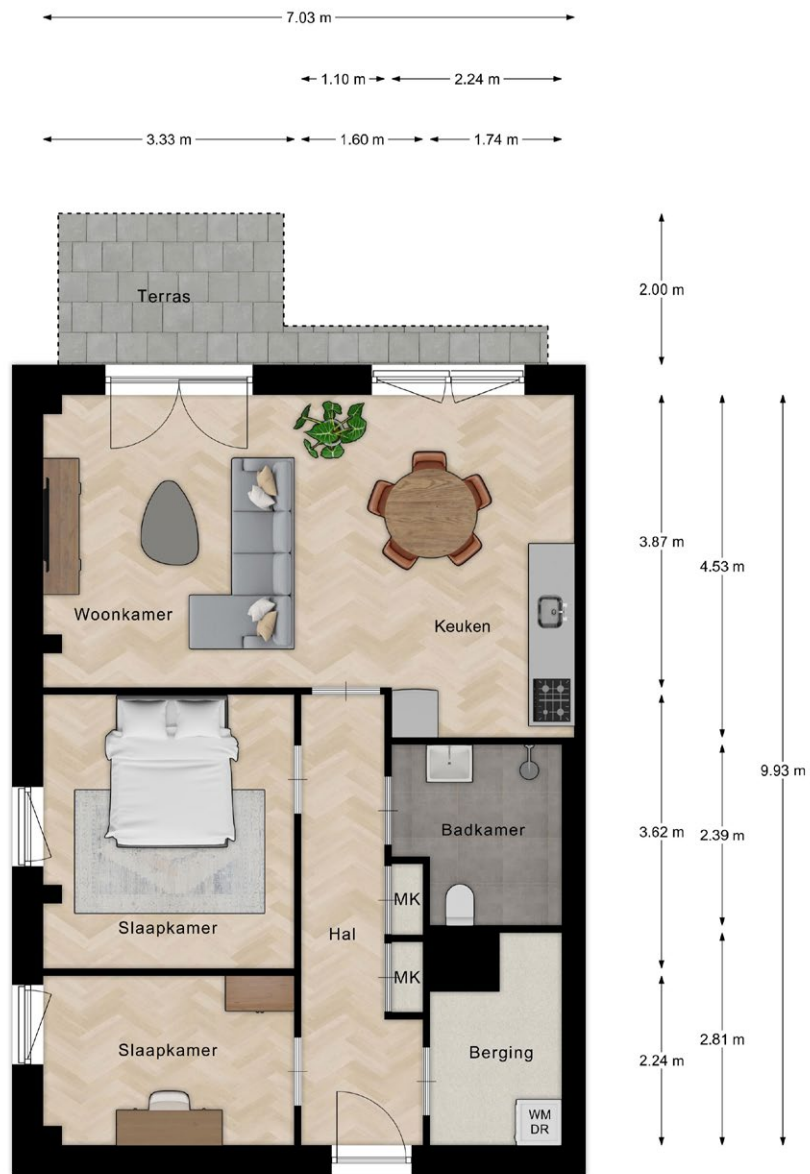 7.03 m
1.10 m
2.24 m
3.33 m
1.60 m
1.74 m
Terras
2.00 m
3.87 m
4.53 m
Woonkamer
Keuken
9.93 m
Badkamer
3.62 m
2.39 m
MK
Slaapkamer
Hal
MK
Slaapkamer
Berging
2.24 m
2.81 m
WM
DR